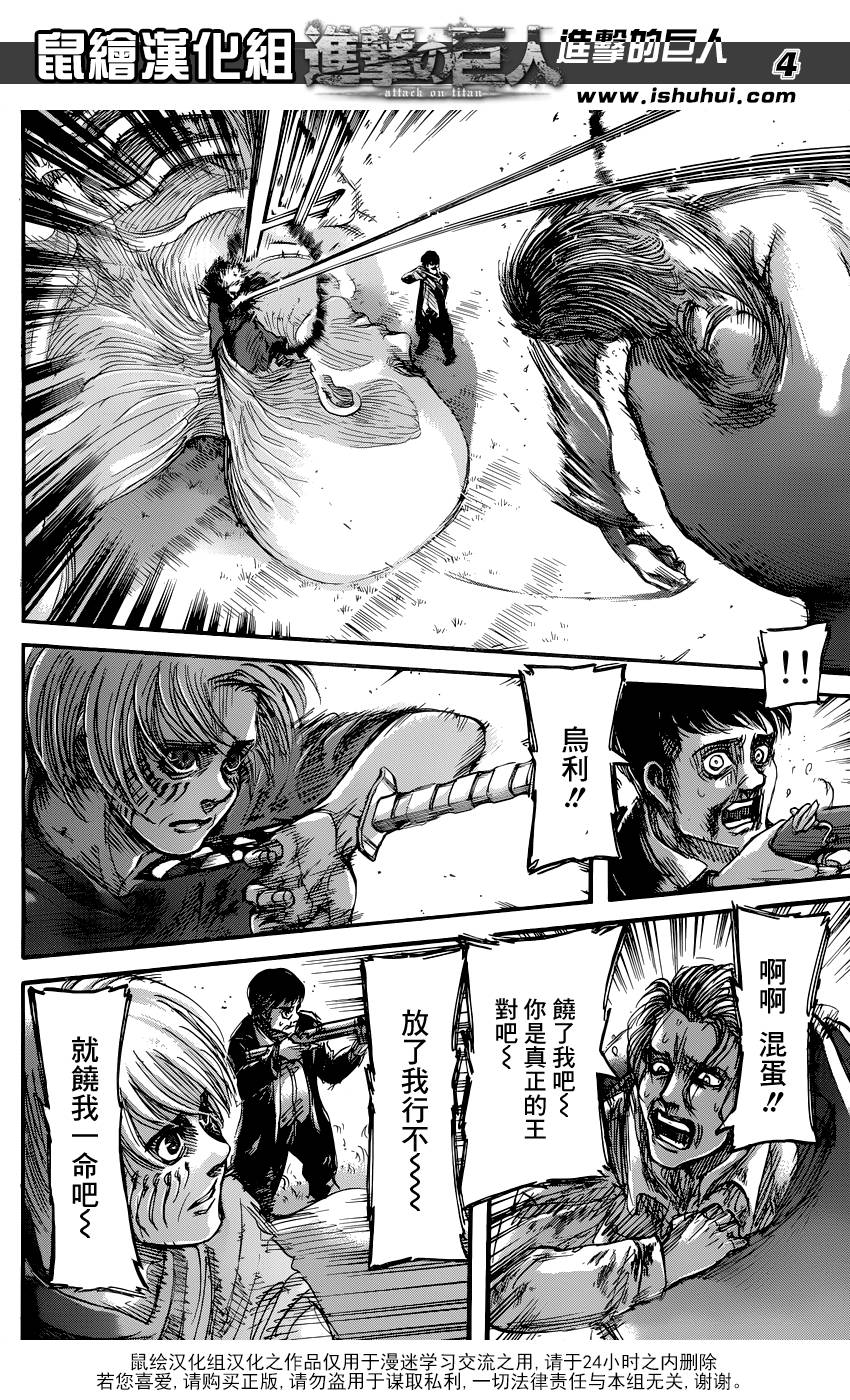 鼠繪漢化組
進撃の巨人
attack on titan
進擊的巨人
4
www.ishuhui.com
!!
烏利!!
啊啊 混蛋!!
饒了我吧～
你是真正的王
對吧～
放了我行不～～
就饒我一命吧～
鼠绘汉化组汉化之作品仅用于漫迷学习交流之用, 请于24小时之内删除
若您喜爱, 请购买正版, 请勿盗用于谋取私利, 一切法律责任与本组无关, 谢谢。